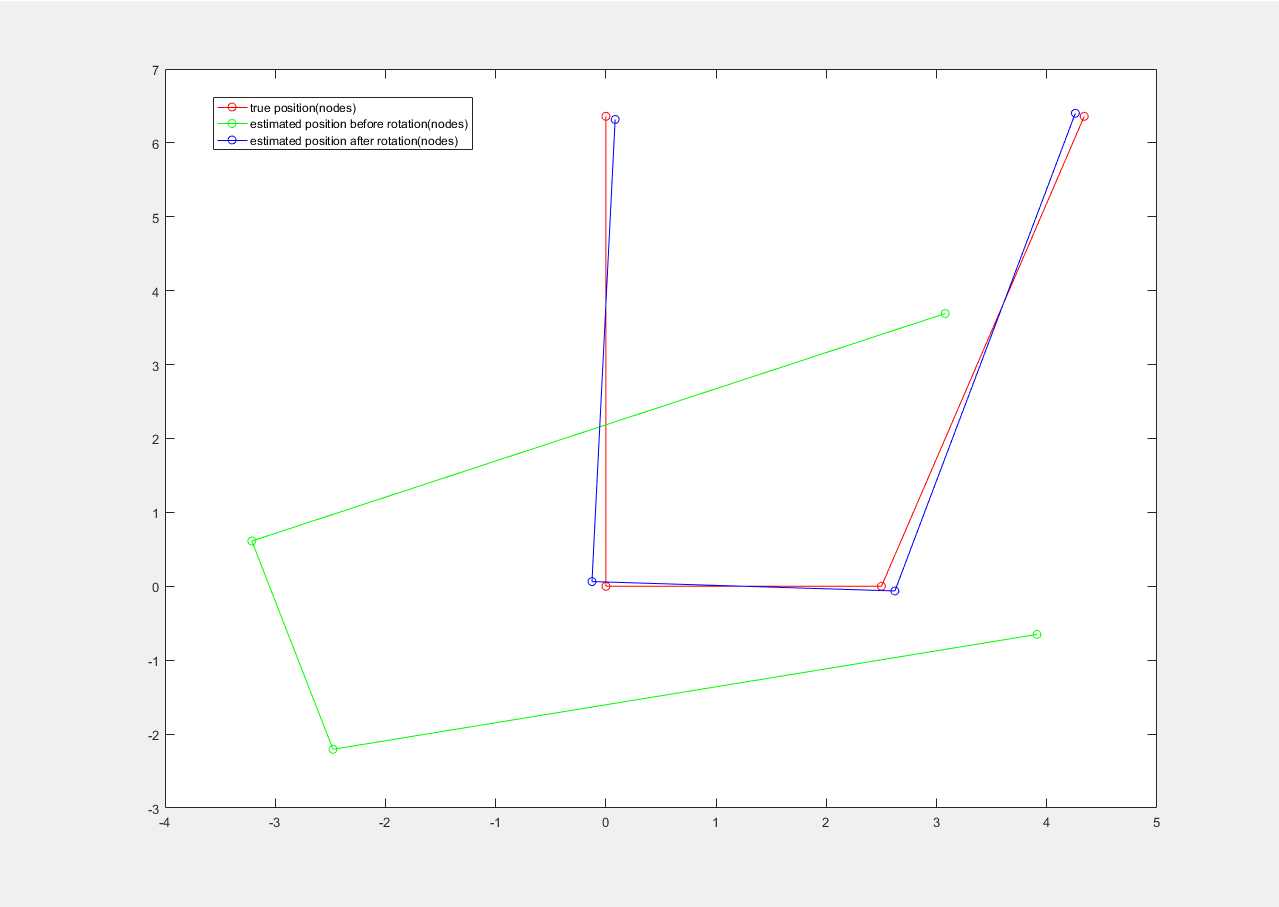 7
6
5
4
3
2
1
0
-1
-2
-3
true position(nodes)
estimated position before rotation(nodes)
estimated position after rotation(nodes)
-4 -3 -2 -1 0 1 2 3 4 5